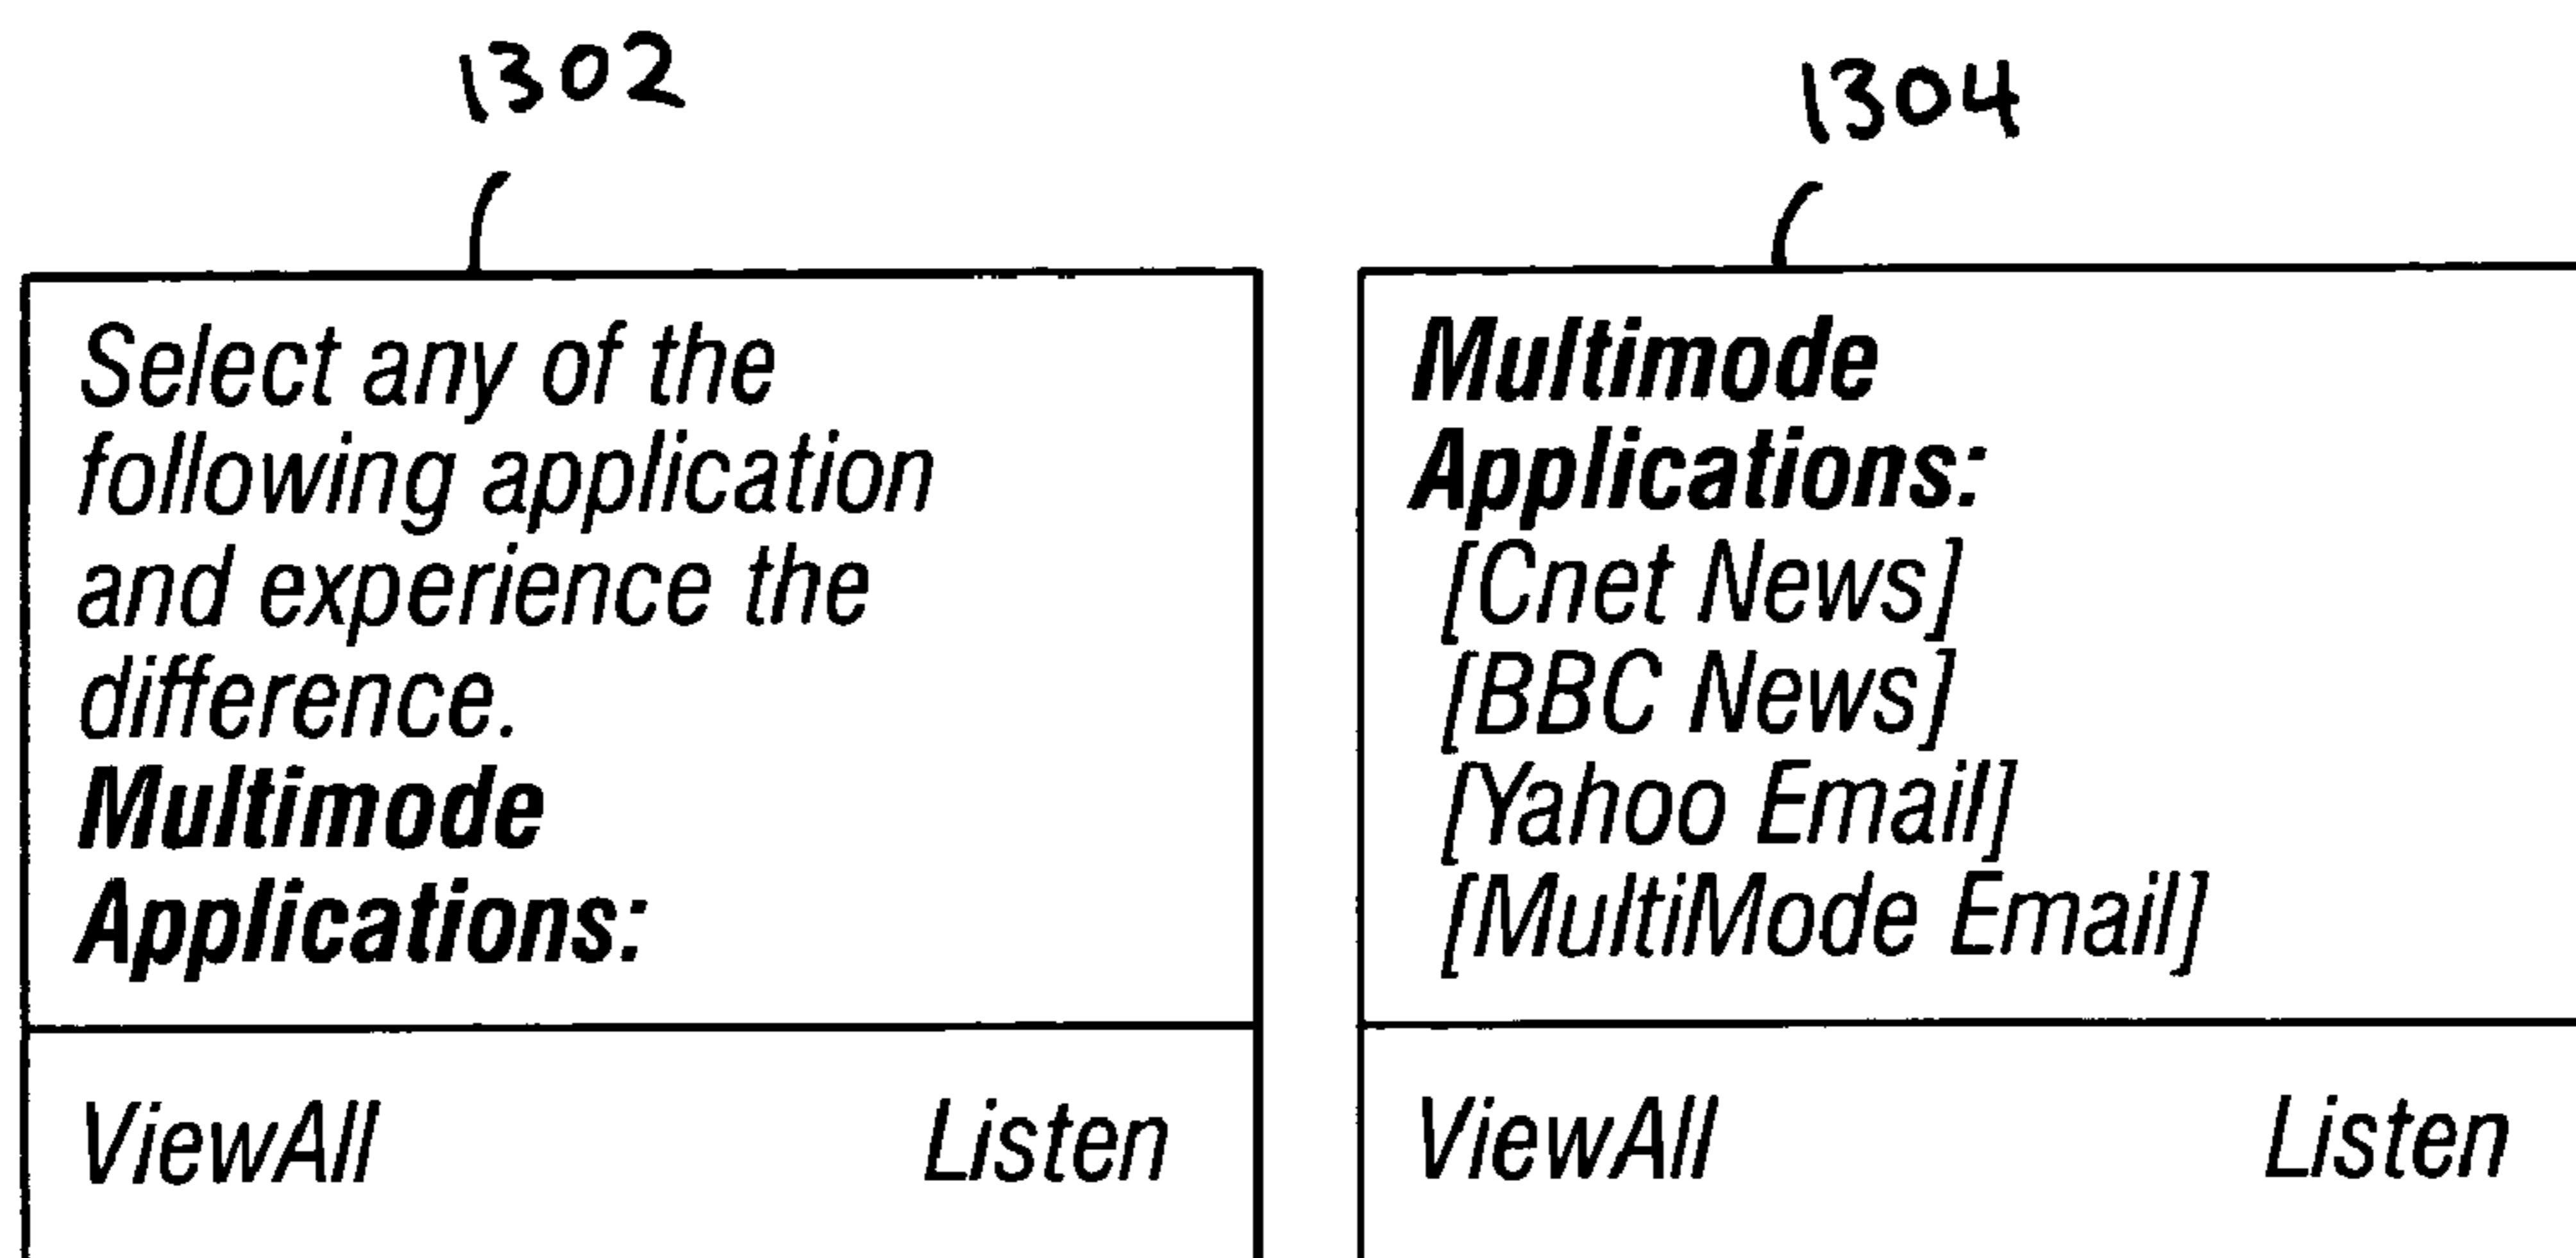 1302
Select any of the
following application
and experience the
difference.
Multimode
Applications:
ViewAll Listen
1304
Multimode
Applications:
[Cnet News]
[BBC News]
[Yahoo Email]
[MultiMode Email]
ViewAll Listen